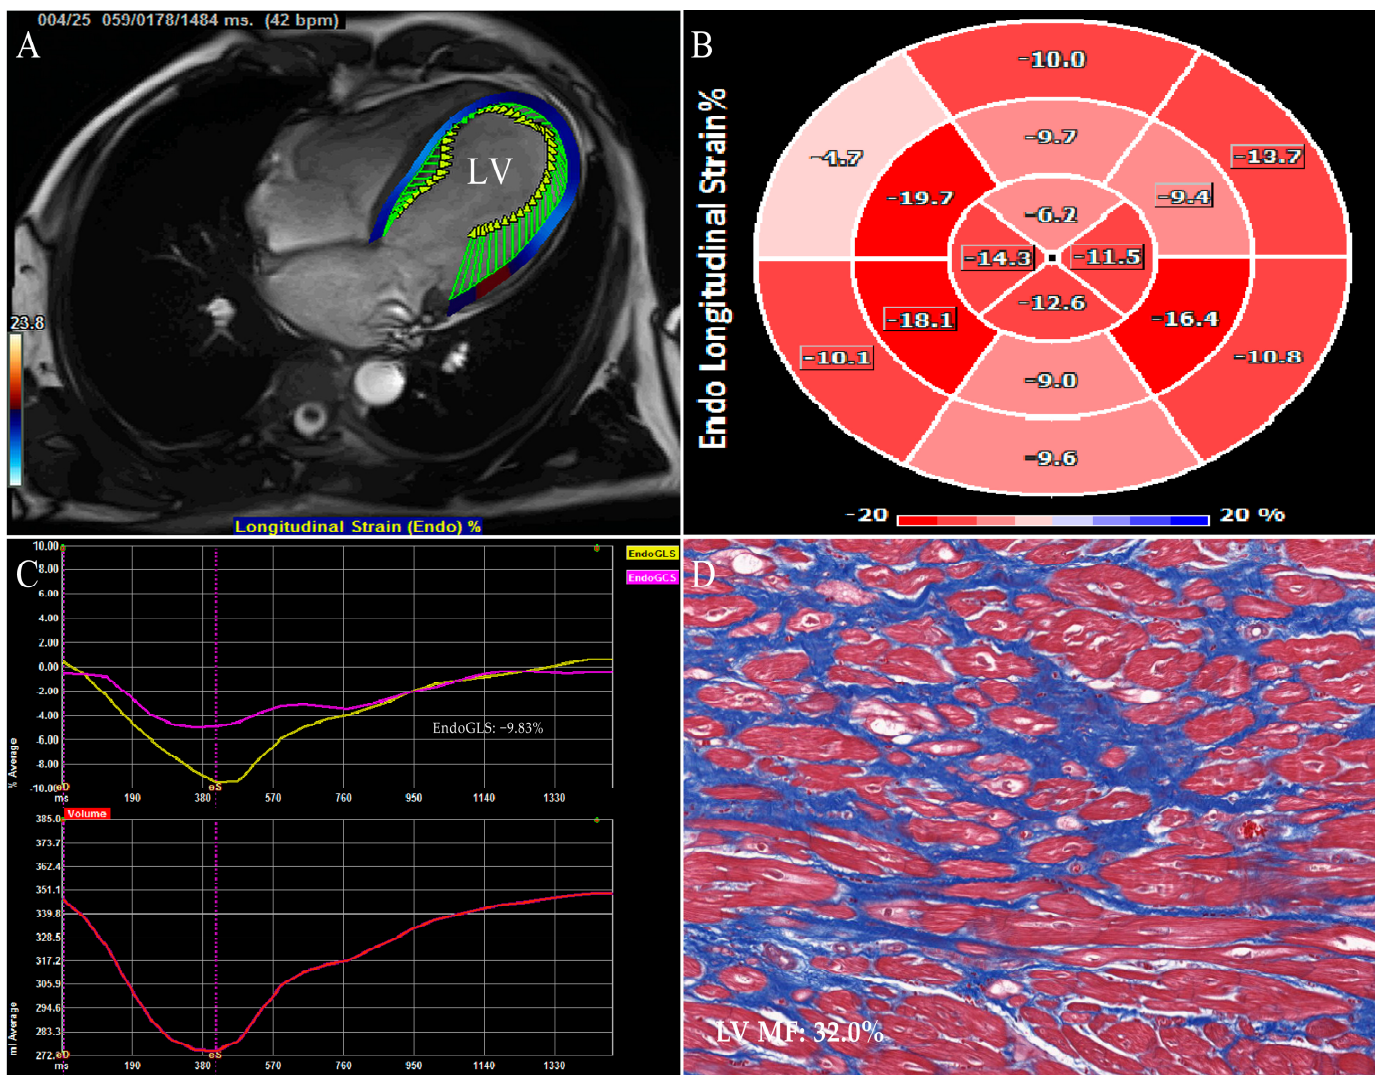 004/25 059/0178/1484 ms. (42 bpm)
A
LV
23.8
Longitudinal Strain (Endo) %
B
Endo Longitudinal Strain%
-10.0
-4.7
-9.7
-13.7
-19.7
-9.4
-6.2
-14.3
-11.5
-12.6
-18.1
-16.4
-10.1
-10.8
-9.0
-9.6
-20
20 %
C
10.00
8.00
6.00
4.00
2.00
0.00
-2.00
-4.00
-6.00
-8.00
-10.00
% Average
EndoGLS
EndoGCS
EndoGLS: -9.83%
eD
eS
ms 190 380 570 760 950 1140 1330
Volume
385.0
373.7
362.4
351.1
339.8
328.5
317.2
305.9
294.6
283.3
272.
ml Average
eD
eS
ms 190 380 570 760 950 1140 1330
D
LV MF: 32.0%